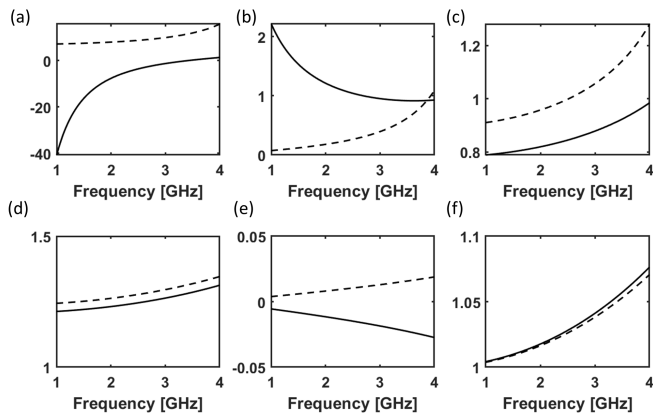 (a)
0
-20
-40
1 2 3 4
Frequency [GHz]
(b)
2
1
0
1 2 3 4
Frequency [GHz]
(c)
1.2
1
0.8
1 2 3 4
Frequency [GHz]
(d)
1.5
1
1 2 3 4
Frequency [GHz]
(e)
0.05
0
-0.05
1 2 3 4
Frequency [GHz]
(f)
1.1
1.05
1
1 2 3 4
Frequency [GHz]